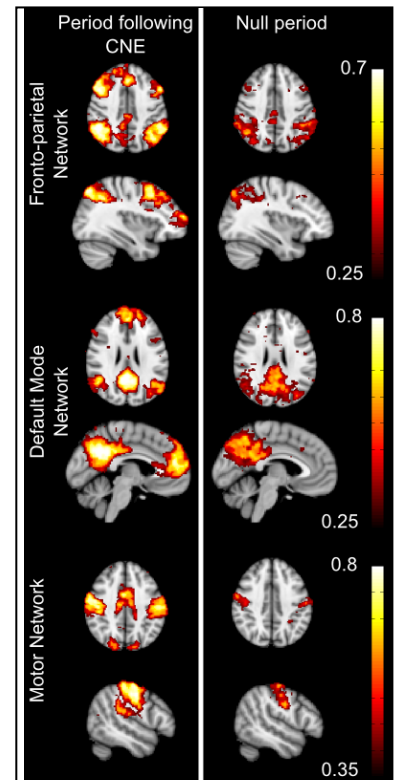 Period following
CNE
Null period
Fronto-parietal
Network
0.7
0.25
Default Mode
Network
0.8
0.25
Motor Network
0.8
0.35